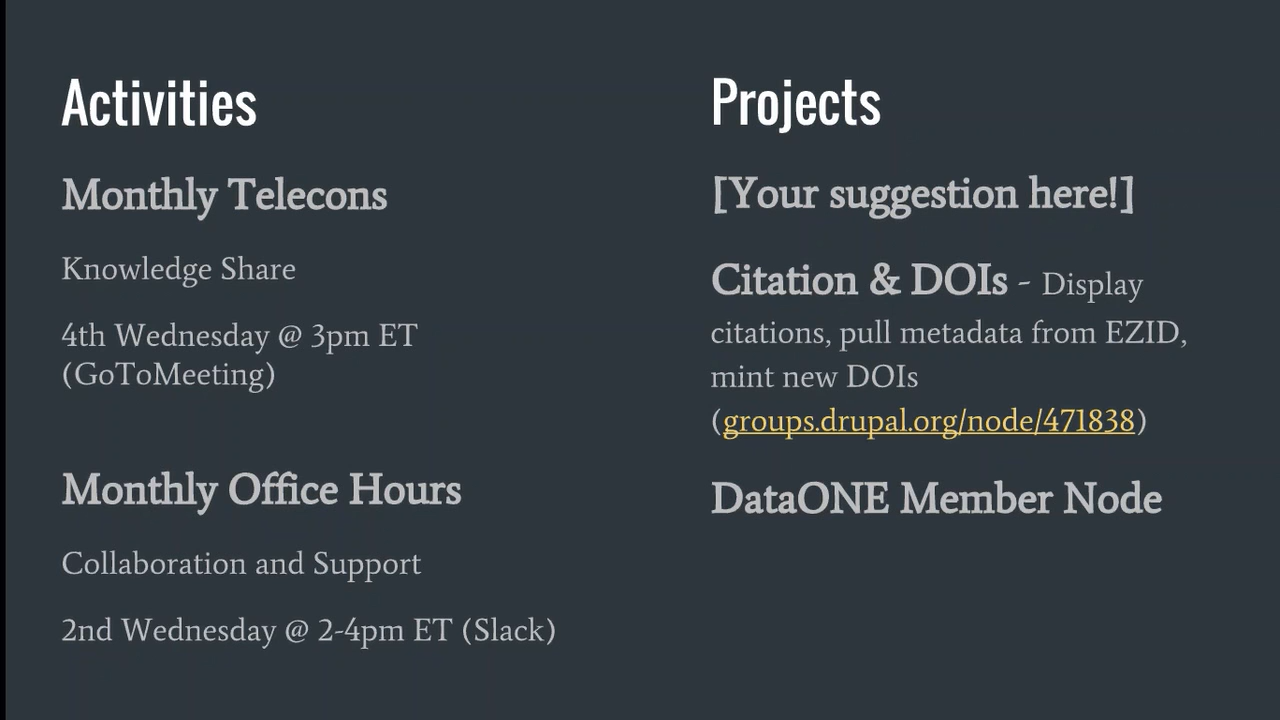 Activities
Monthly Telecons
Knowledge Share
4th Wednesday @ 3pm ET
(GoToMeeting)
Monthly Office Hours
Collaboration and Support
2nd Wednesday @ 2-4pm ET (Slack)
Projects
[Your suggestion here!]
Citation & DOIs - Display
citations, pull metadata from EZID,
mint new DOIs
(groups.drupal.org/node/471838)
DataONE Member Node